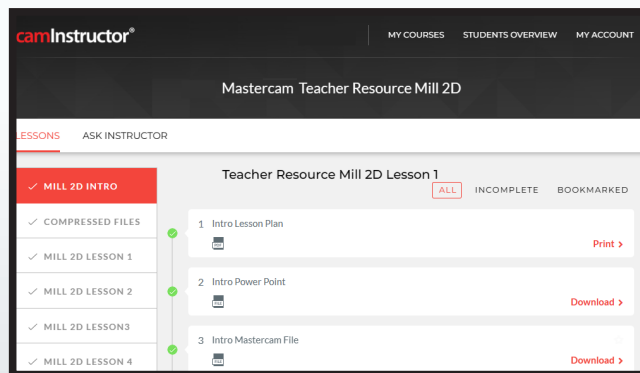 camInstructor®
MY COURSES STUDENTS OVERVIEW MY ACCOUNT
Mastercam Teacher Resource Mill 2D
LESSONS ASK INSTRUCTOR
MILL 2D INTRO
COMPRESSED FILES
MILL 2D LESSON 1
MILL 2D LESSON 2
MILL 2D LESSON3
MILL 2D LESSON 4
Teacher Resource Mill 2D Lesson 1
ALL INCOMPLETE BOOKMARKED
1 Intro Lesson Plan
PDF
Print >
2 Intro Power Point
FILE
Download >
3 Intro Mastercam File
FILE
Download >